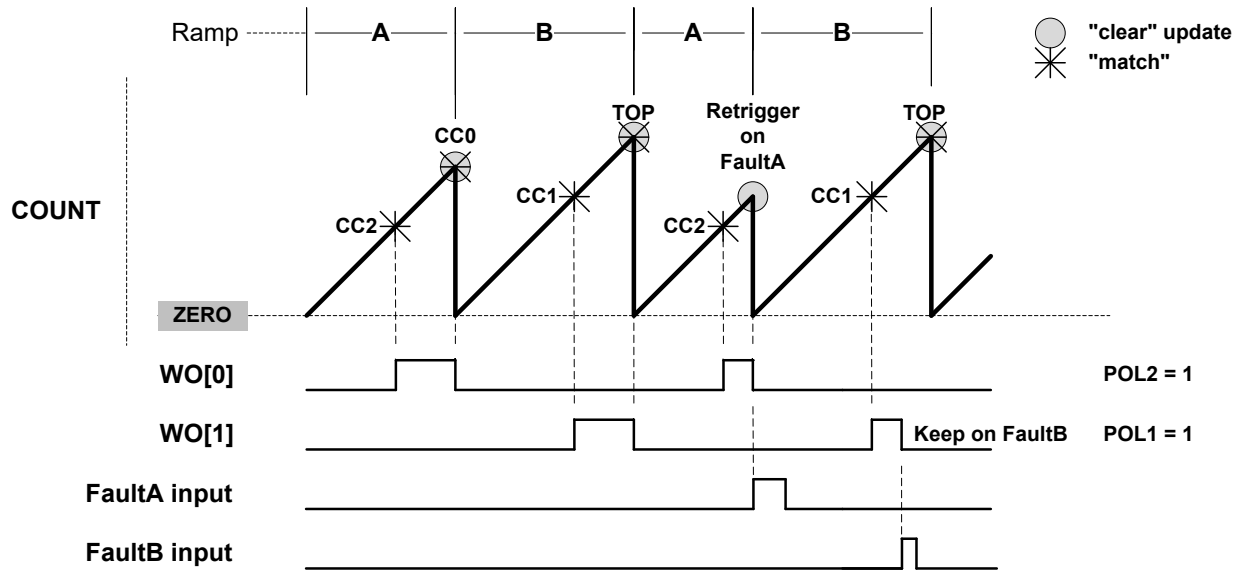 Ramp A B A B
"clear" update
"match"
TOP Retrigger TOP
on
FaultA
CC0
CC1 CC1
COUNT
CC2 CC2
ZERO
WO[0] POL2 = 1
WO[1] Keep on FaultB POL1 = 1
FaultA input
FaultB input